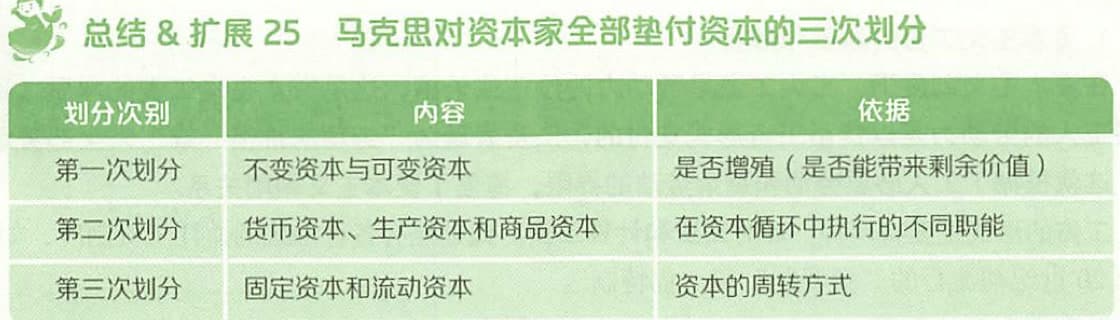 总结 & 扩展 25 马克思对资本家全部垫付资本的三次划分
划分次别 内容 依据
第一次划分 不变资本与可变资本 是否增殖（是否能带来剩余价值）
第二次划分 货币资本、生产资本和商品资本 在资本循环中执行的不同职能
第三次划分 固定资本和流动资本 资本的周转方式